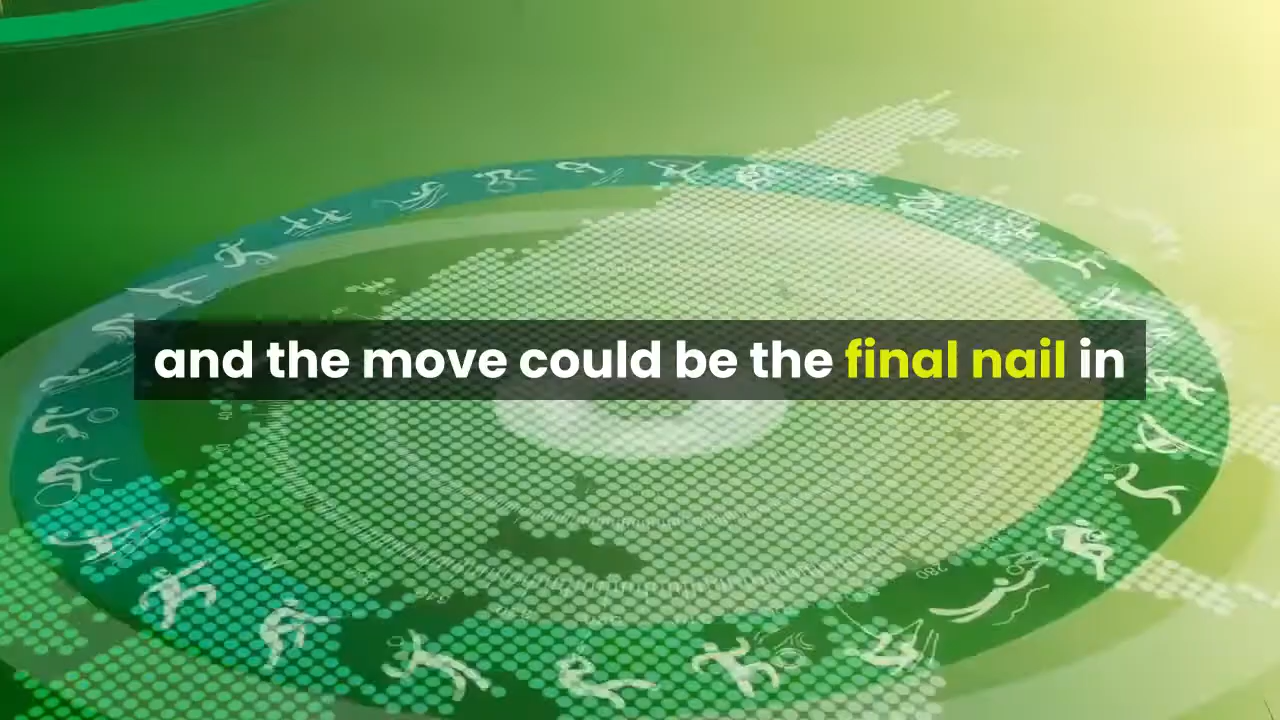 and the move could be the final nail in